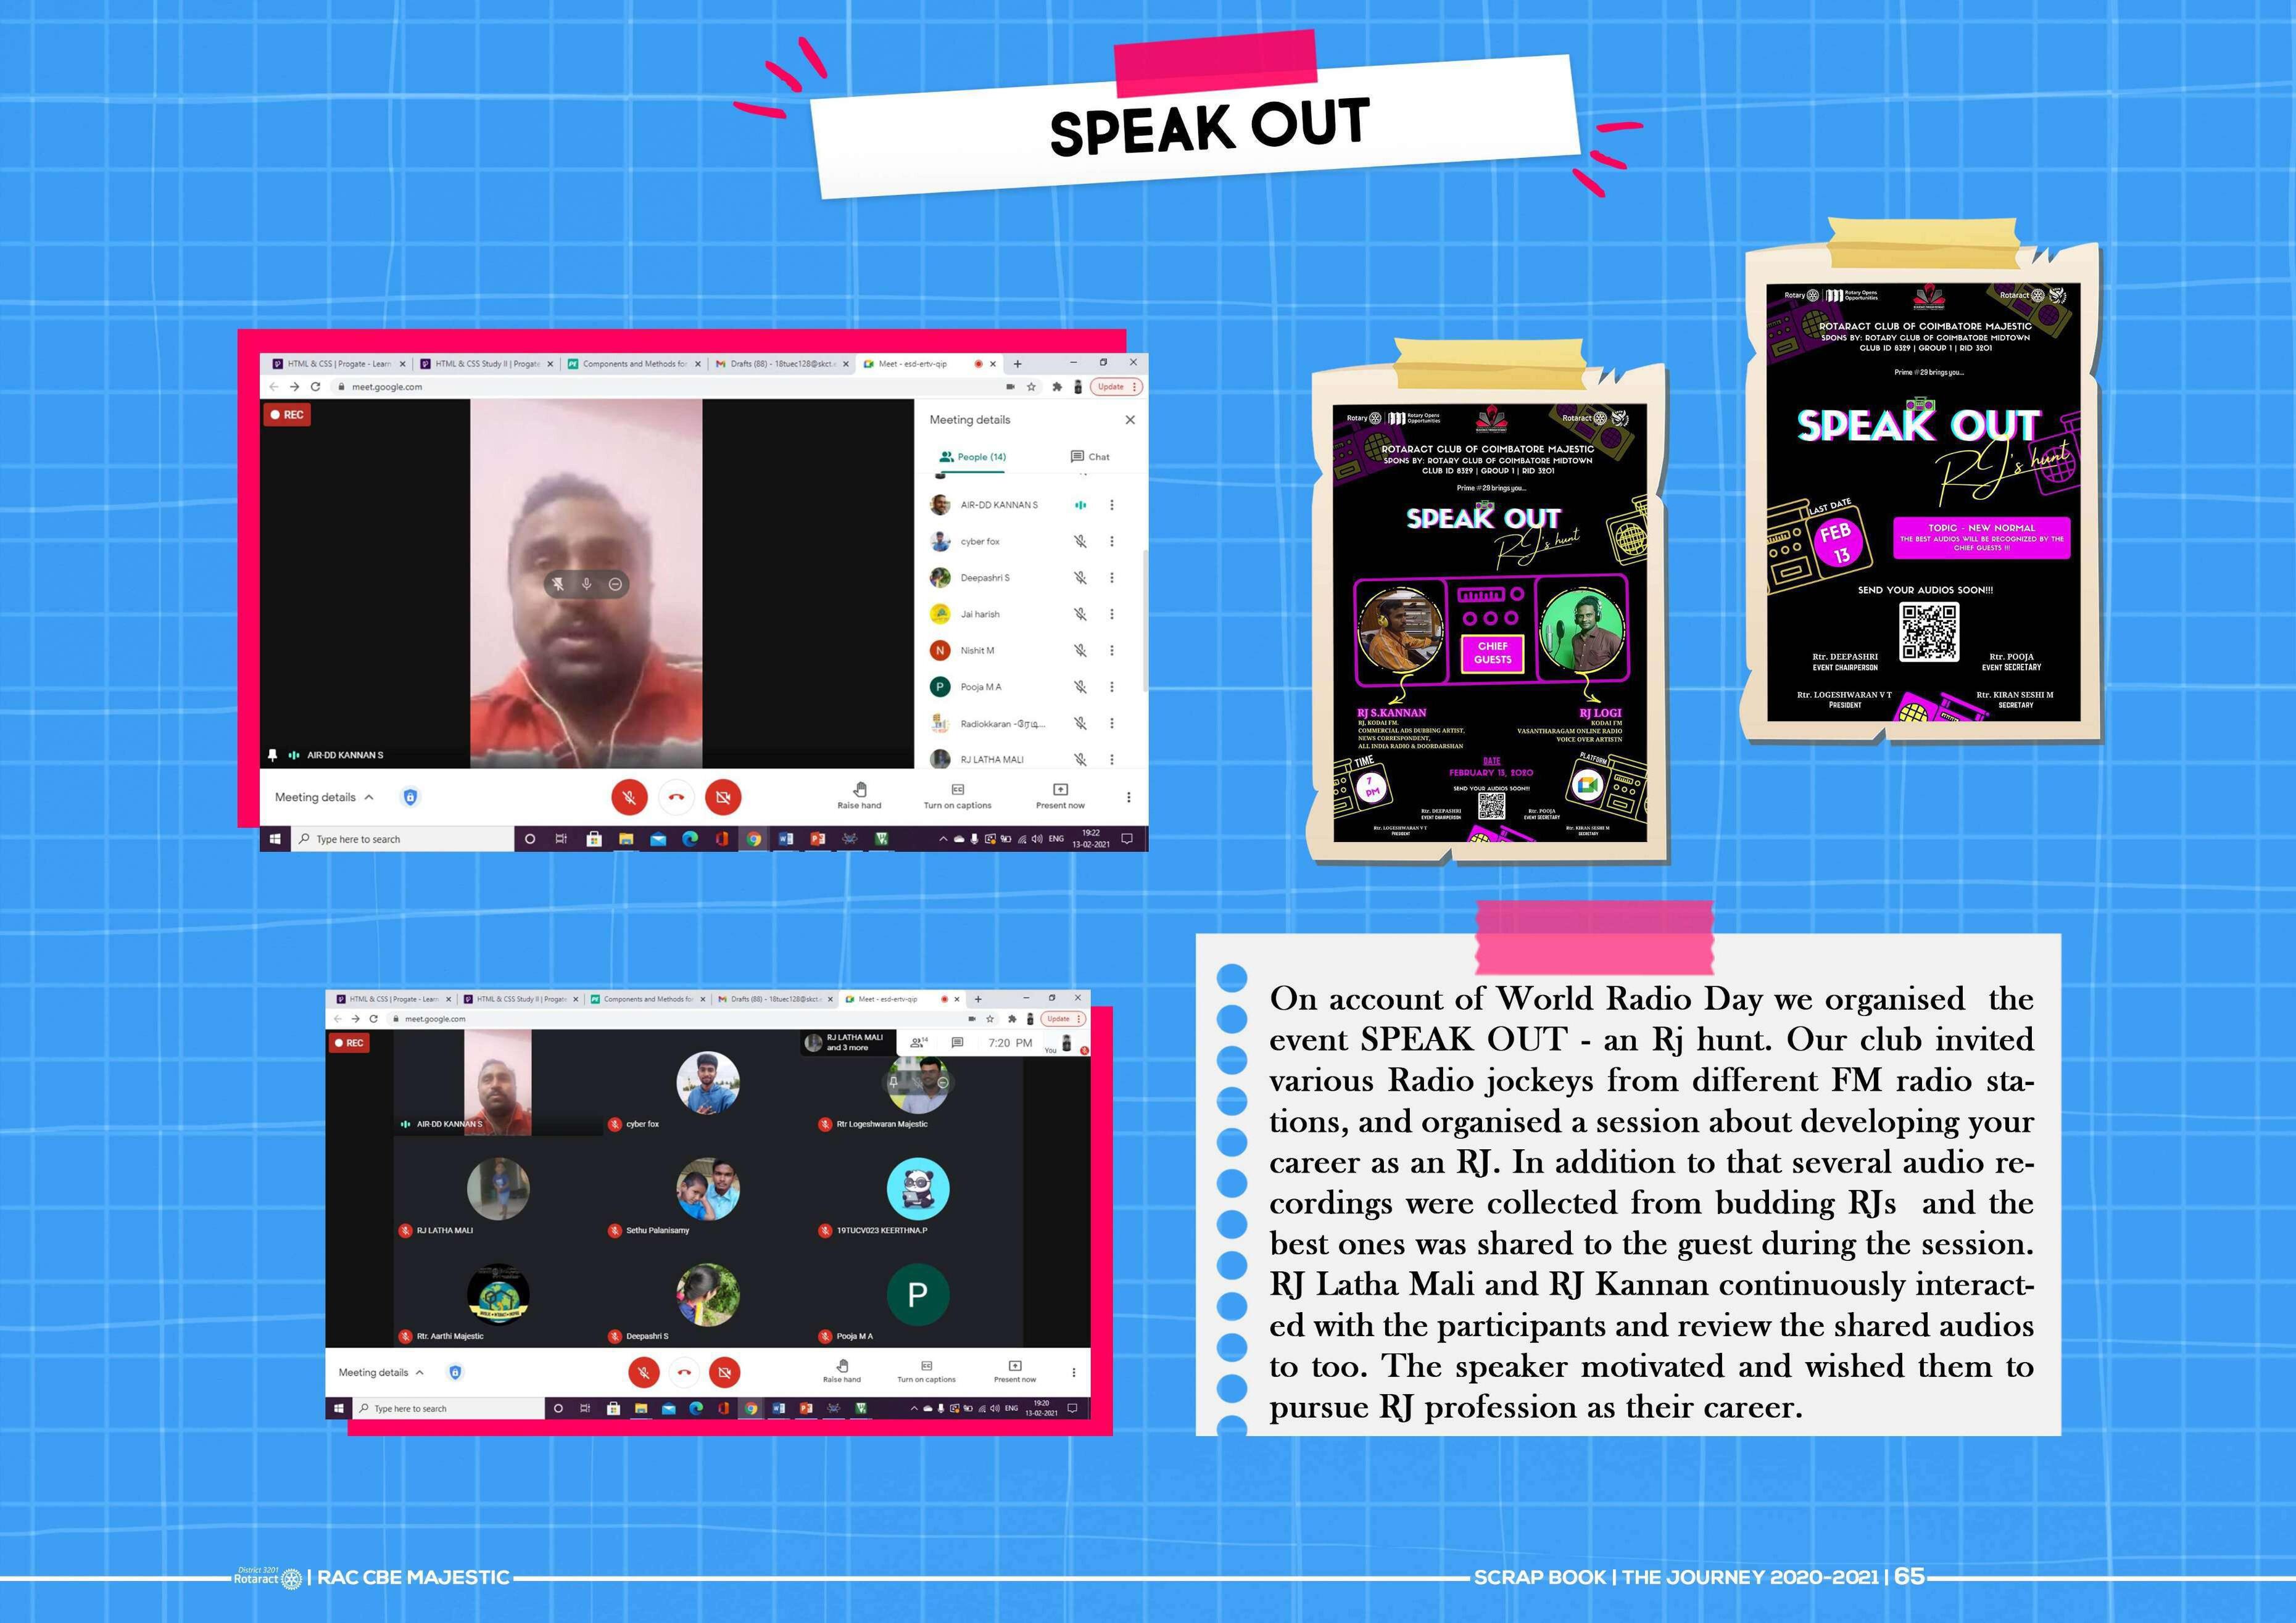 SPEAK OUT
HTML & CSS | Progate - Learn
HTML & CSS Study II | Progate
Components and Methods for
Drafts (88) - 18tuec128@skct.
Meet - esd-ertv-qip
meet.google.com
Update
REC
Meeting details
People (14)
Chat
AIR-DD KANNAN S
cyber fox
Deepashri S
Jai harish
N
Nishit M
P
Pooja M A
Radiokkaran -ரேடி...
RJ LATHA MALI
AIR-DD KANNAN S
Meeting details
Raise hand
Turn on captions
Present now
Type here to search
ENG
19:22
13-02-2021
Rotary
Rotary Opens
Opportunities
Rotaract
ROTARACT CLUB OF COIMBATORE MAJESTIC
SPONS BY: ROTARY CLUB OF COIMBATORE MIDTOWN
CLUB ID 8329 | GROUP 1 | RID 3201
Prime #29 brings you...
SPEAK OUT
RJ's hunt
CHIEF
GUESTS
RJ S.KANNAN
RJ, KODAI FM.
COMMERCIAL ADS DUBBING ARTIST,
NEWS CORRESPONDENT,
ALL INDIA RADIO & DOORDARSHAN
RJ LOGI
KODAI FM
VASANTHARAGAM ONLINE RADIO
VOICE OVER ARTISTN
TIME
7
PM
DATE
FEBRUARY 13, 2020
PLATFORM
SEND YOUR AUDIOS SOON!!!
Rtr. DEEPASHRI
EVENT CHAIRPERSON
Rtr. POOJA
EVENT SECRETARY
Rtr. LOGESHWARAN V T
PRESIDENT
Rtr. KIRAN SESHI M
SECRETARY
Rotary
Rotary Opens
Opportunities
Rotaract
ROTARACT CLUB OF COIMBATORE MAJESTIC
SPONS BY: ROTARY CLUB OF COIMBATORE MIDTOWN
CLUB ID 8329 | GROUP 1 | RID 3201
Prime #29 brings you...
SPEAK OUT
RJ's hunt
LAST DATE
FEB
13
TOPIC - NEW NORMAL
THE BEST AUDIOS WILL BE RECOGNIZED BY THE
CHIEF GUESTS !!!
SEND YOUR AUDIOS SOON!!!
Rtr. DEEPASHRI
EVENT CHAIRPERSON
Rtr. POOJA
EVENT SECRETARY
Rtr. LOGESHWARAN V T
PRESIDENT
Rtr. KIRAN SESHI M
SECRETARY
HTML & CSS | Progate - Learn
HTML & CSS Study II | Progate
Components and Methods for
Drafts (88) - 18tuec128@skct.
Meet - esd-ertv-qip
meet.google.com
Update
REC
RJ LATHA MALI
and 3 more
14
7:20 PM
You
AIR-DD KANNAN S
cyber fox
Rtr Logeshwaran Majestic
RJ LATHA MALI
Sethu Palanisamy
19TUCV023 KEERTHNA.P
P
Rtr. Aarthi Majestic
Deepashri S
Pooja M A
Meeting details
Raise hand
Turn on captions
Present now
Type here to search
ENG
19:20
13-02-2021
On account of World Radio Day we organised the
event SPEAK OUT - an Rj hunt. Our club invited
various Radio jockeys from different FM radio sta-
tions, and organised a session about developing your
career as an RJ. In addition to that several audio re-
cordings were collected from budding RJs and the
best ones was shared to the guest during the session.
RJ Latha Mali and RJ Kannan continuously interact-
ed with the participants and review the shared audios
to too. The speaker motivated and wished them to
pursue RJ profession as their career.
District 3201
Rotaract | RAC CBE MAJESTIC
SCRAP BOOK | THE JOURNEY 2020-2021 | 65